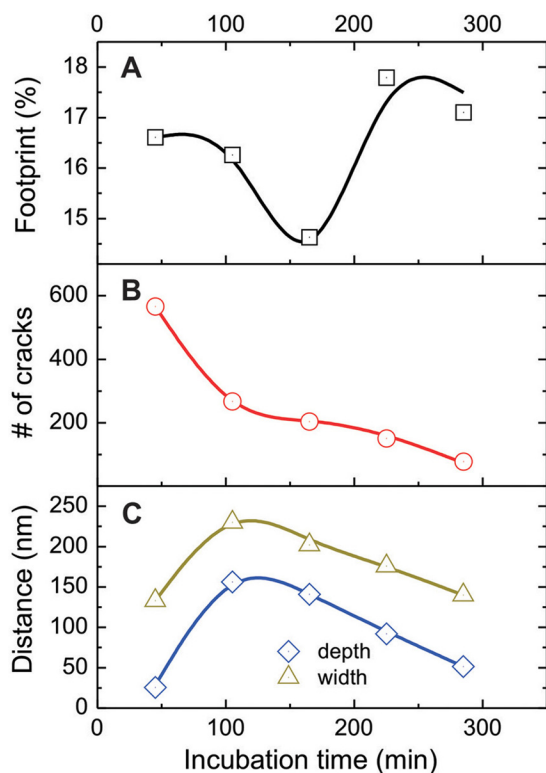 0 100 200 300
A
Footprint (%)
18
17
16
15
B
# of cracks
600
400
200
C
Distance (nm)
250
200
150
100
50
0
depth
width
0 100 200 300
Incubation time (min)